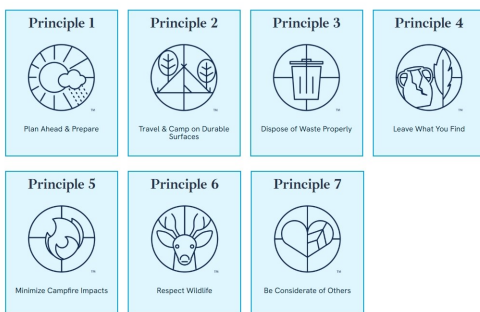 Principle 1
Principle 2
Principle 3
Principle 4
Plan Ahead & Prepare
Travel & Camp on Durable
Surfaces
Dispose of Waste Properly
Leave What You Find
Principle 5
Principle 6
Principle 7
Minimize Campfire Impacts
Respect Wildlife
Be Considerate of Others